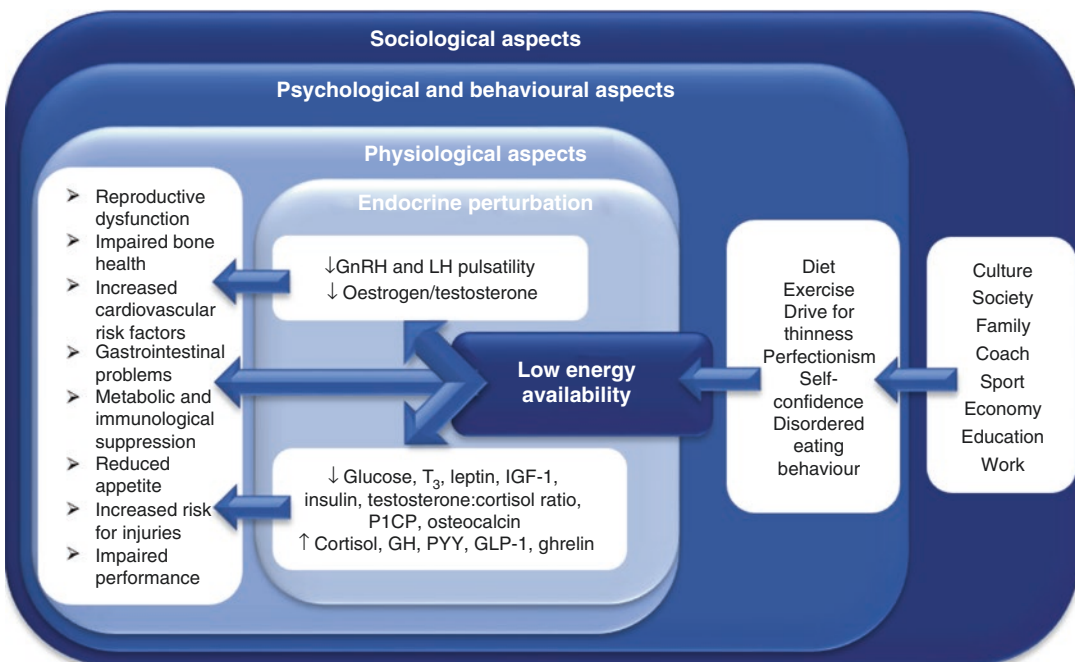 Sociological aspects
Psychological and behavioural aspects
Physiological aspects
Endocrine perturbation
➢ Reproductive
dysfunction
➢ Impaired bone
health
➢ Increased
cardiovascular
risk factors
➢ Gastrointestinal
problems
➢ Metabolic and
immunological
suppression
➢ Reduced
appetite
➢ Increased risk
for injuries
➢ Impaired
performance
↓GnRH and LH pulsatility
↓ Oestrogen/testosterone
Low energy
availability
↓ Glucose, T₃, leptin, IGF-1,
insulin, testosterone:cortisol ratio,
P1CP, osteocalcin
↑ Cortisol, GH, PYY, GLP-1, ghrelin
Diet
Exercise
Drive for
thinness
Perfectionism
Self-
confidence
Disordered
eating
behaviour
Culture
Society
Family
Coach
Sport
Economy
Education
Work